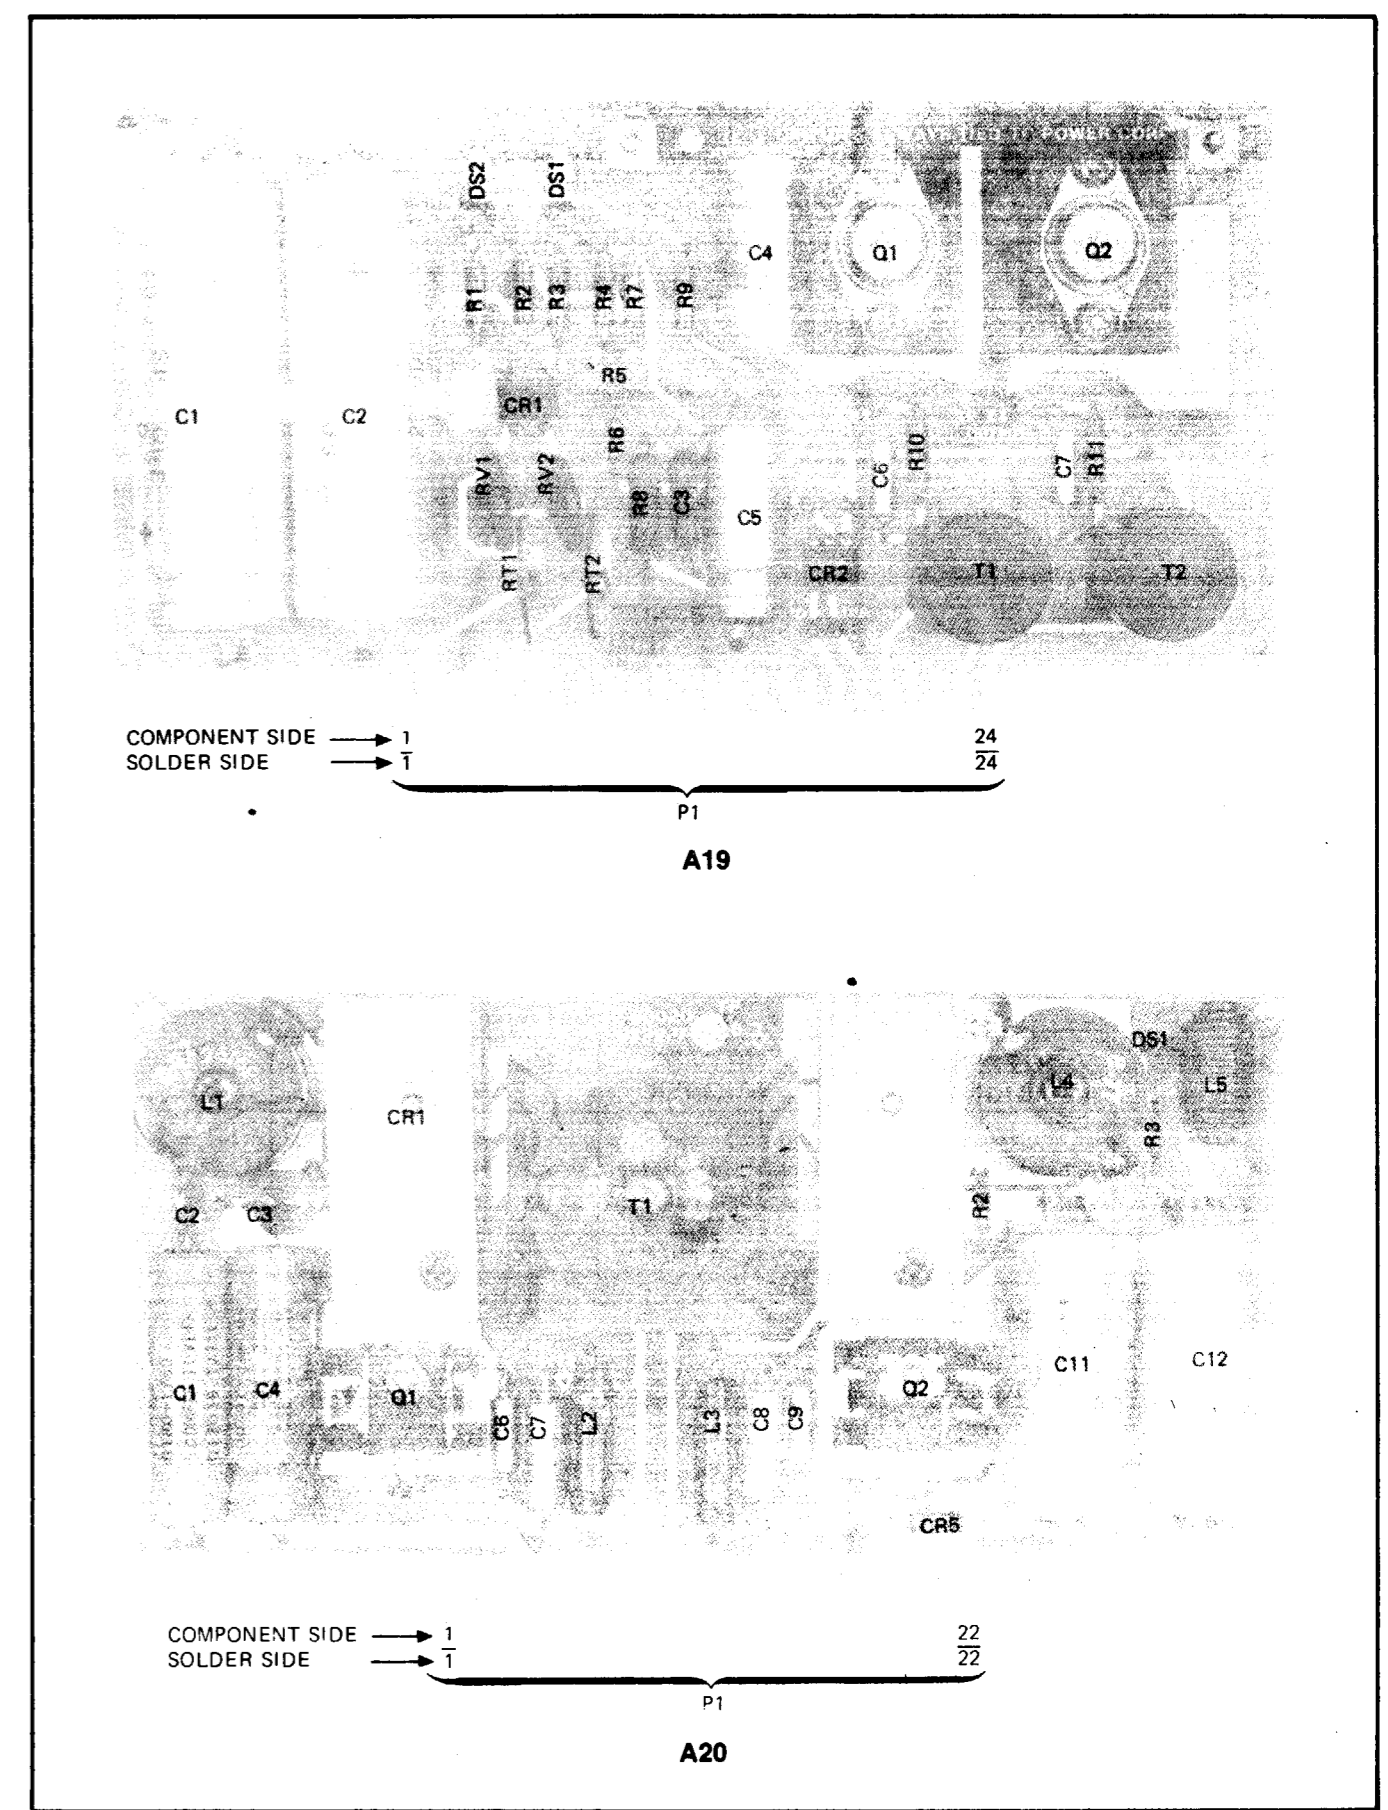 POWER CORP
DS2 DS1
C4 Q1 Q2
R1 R2 R3 R4 R7 R9
R5
CR1
C1 C2
R6
RV1 RV2 R8 C3 C5 C6 R10 C7 R11
RT1 RT2 CR2 T1 T2
COMPONENT SIDE 1 24
SOLDER SIDE 1 24
P1
A19
DS1
L1 CR1 L4 L5
R3
C2 C3 T1 R2
C1 C4 Q1 C6 C7 L2 L3 C8 C9 Q2 C11 C12
CR5
COMPONENT SIDE 1 22
SOLDER SIDE 1 22
P1
A20